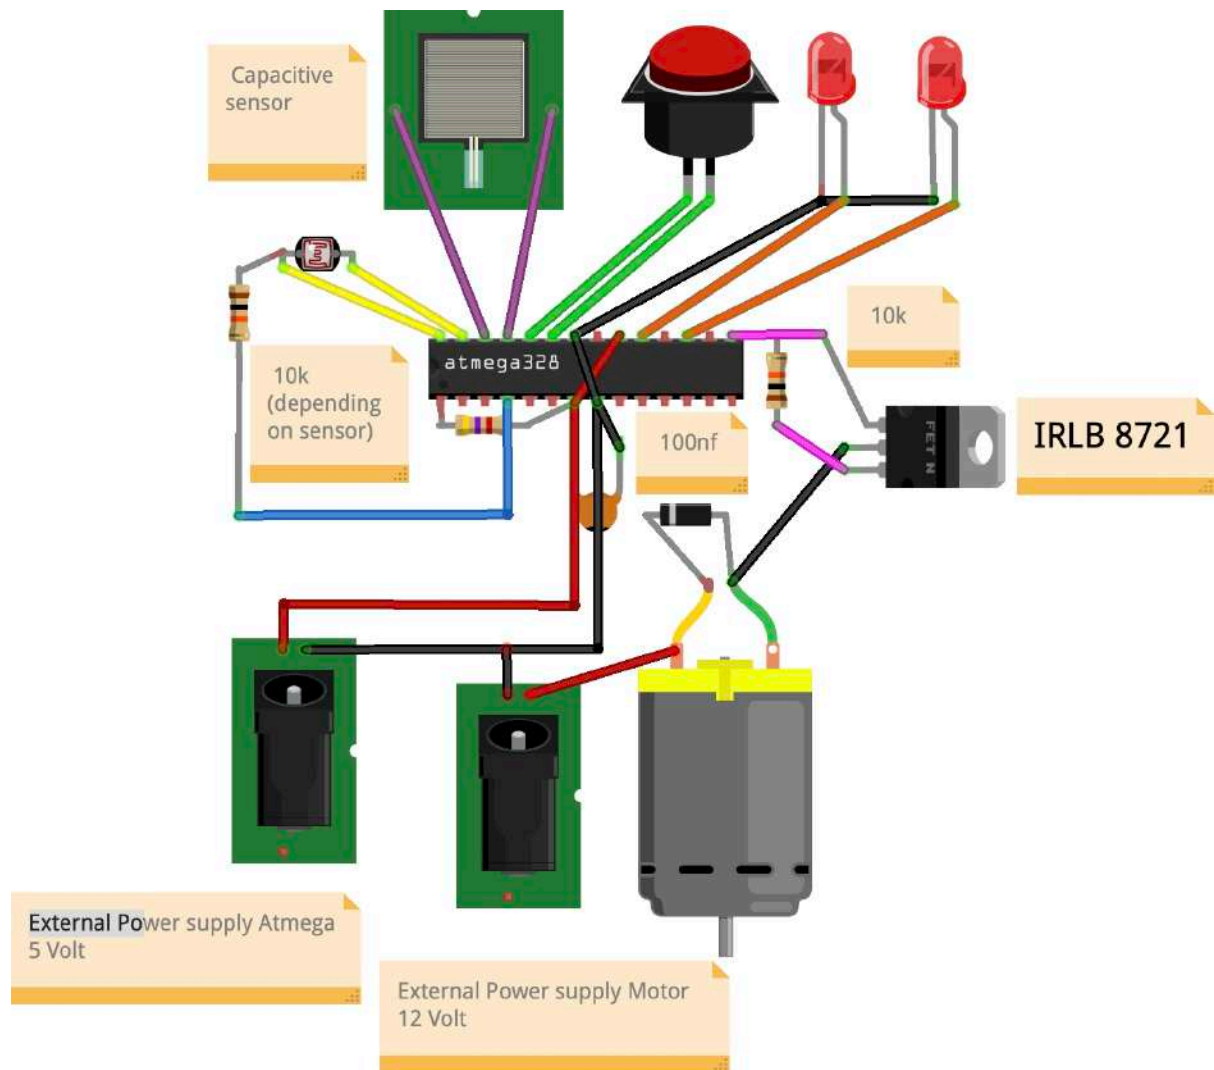 Capacitive
sensor
10k
(depending
on sensor)
atmega328
10k
100nf
FET N
IRLB 8721
External Power supply Atmega
5 Volt
External Power supply Motor
12 Volt